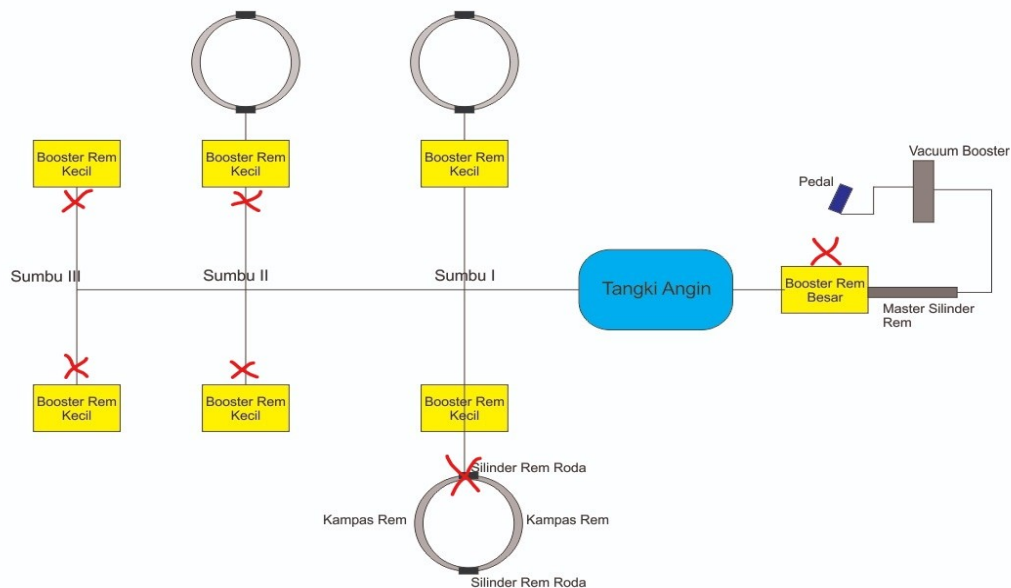 Booster Rem
Kecil
Booster Rem
Kecil
Booster Rem
Kecil
Vacuum Booster
Pedal
Sumbu III
Sumbu II
Sumbu I
Tangki Angin
Booster Rem
Besar
Master Silinder
Rem
Booster Rem
Kecil
Booster Rem
Kecil
Booster Rem
Kecil
Silinder Rem Roda
Kampas Rem
Kampas Rem
Silinder Rem Roda